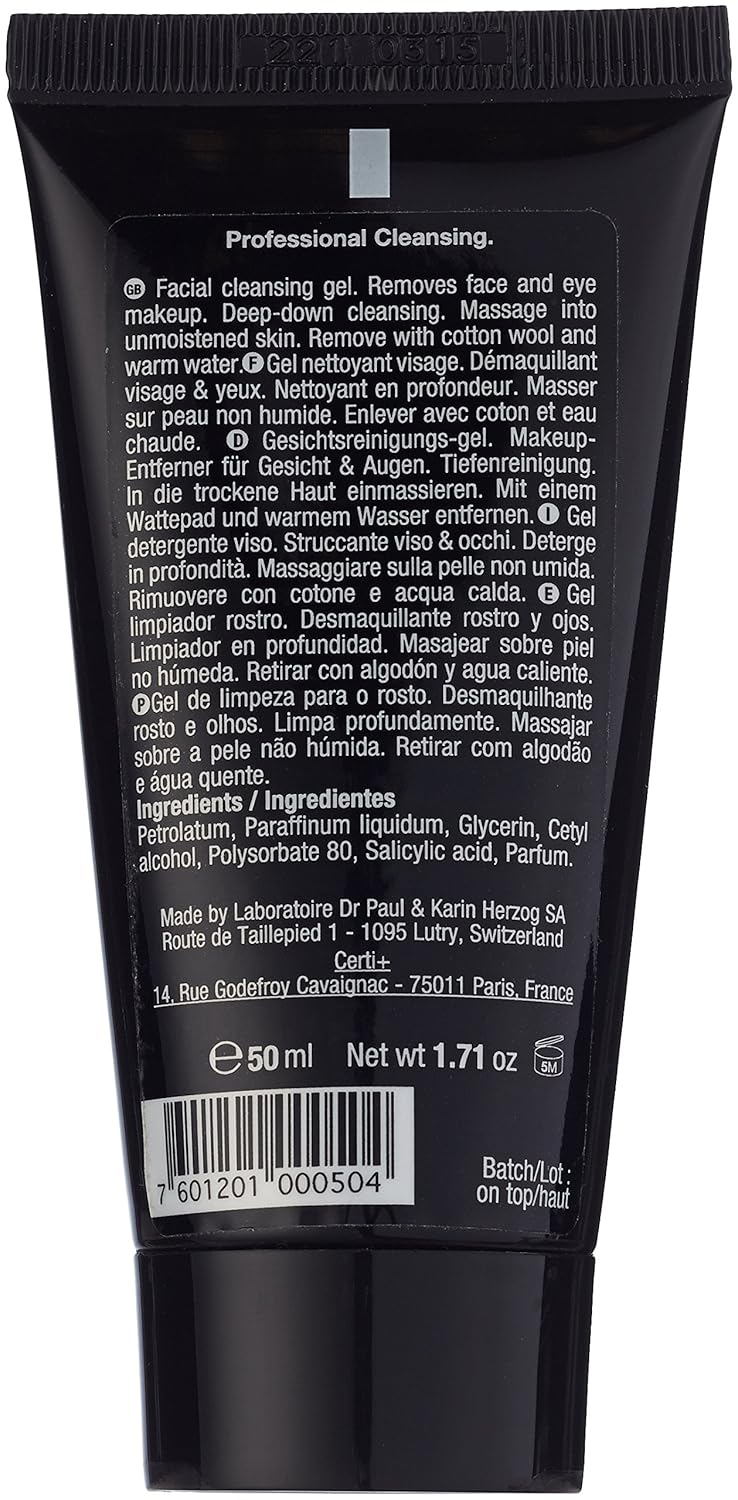 221 0315
Professional Cleansing.
GB Facial cleansing gel. Removes face and eye
makeup. Deep-down cleansing. Massage into
unmoistened skin. Remove with cotton wool and
warm water. F Gel nettoyant visage. Démaquillant
visage & yeux. Nettoyant en profondeur. Masser
sur peau non humide. Enlever avec coton et eau
chaude. D Gesichtsreinigungs-gel. Makeup-
Entferner für Gesicht & Augen. Tiefenreinigung.
In die trockene Haut einmassieren. Mit einem
Wattepad und warmem Wasser entfernen. I Gel
detergente viso. Struccante viso & occhi. Deterge
in profondità. Massaggiare sulla pelle non umida.
Rimuovere con cotone e acqua calda. E Gel
limpiador rostro. Desmaquillante rostro y ojos.
Limpiador en profundidad. Masajear sobre piel
no húmeda. Retirar con algodón y agua caliente.
P Gel de limpeza para o rosto. Desmaquilhante
rosto e olhos. Limpa profundamente. Massajar
sobre a pele não húmida. Retirar com algodão
e água quente.
Ingredients / Ingredientes
Petrolatum, Paraffinum liquidum, Glycerin, Cetyl
alcohol, Polysorbate 80, Salicylic acid, Parfum.
Made by Laboratoire Dr Paul & Karin Herzog SA
Route de Taillepied 1 - 1095 Lutry, Switzerland
Certi+
14, Rue Godefroy Cavaignac - 75011 Paris, France
℮ 50 ml Net wt 1.71 oz 5M
7 601201 000504
Batch/Lot :
on top/haut